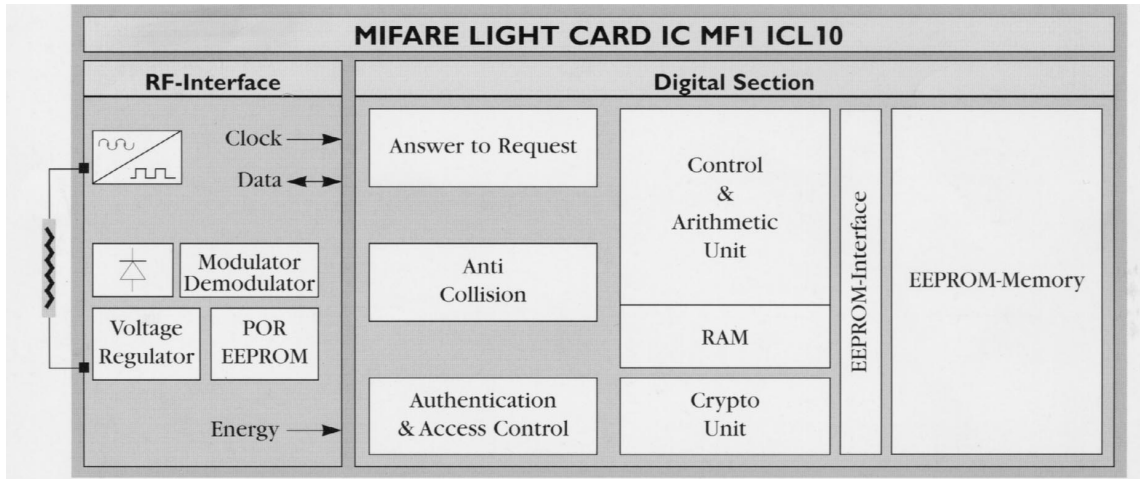 MIFARE LIGHT CARD IC MF1 ICL10
RF-Interface
Clock
Data
Modulator
Demodulator
Voltage
Regulator
POR
EEPROM
Energy
Digital Section
Answer to Request
Anti
Collision
Authentication
& Access Control
Control
&
Arithmetic
Unit
RAM
Crypto
Unit
EEPROM-Interface
EEPROM-Memory